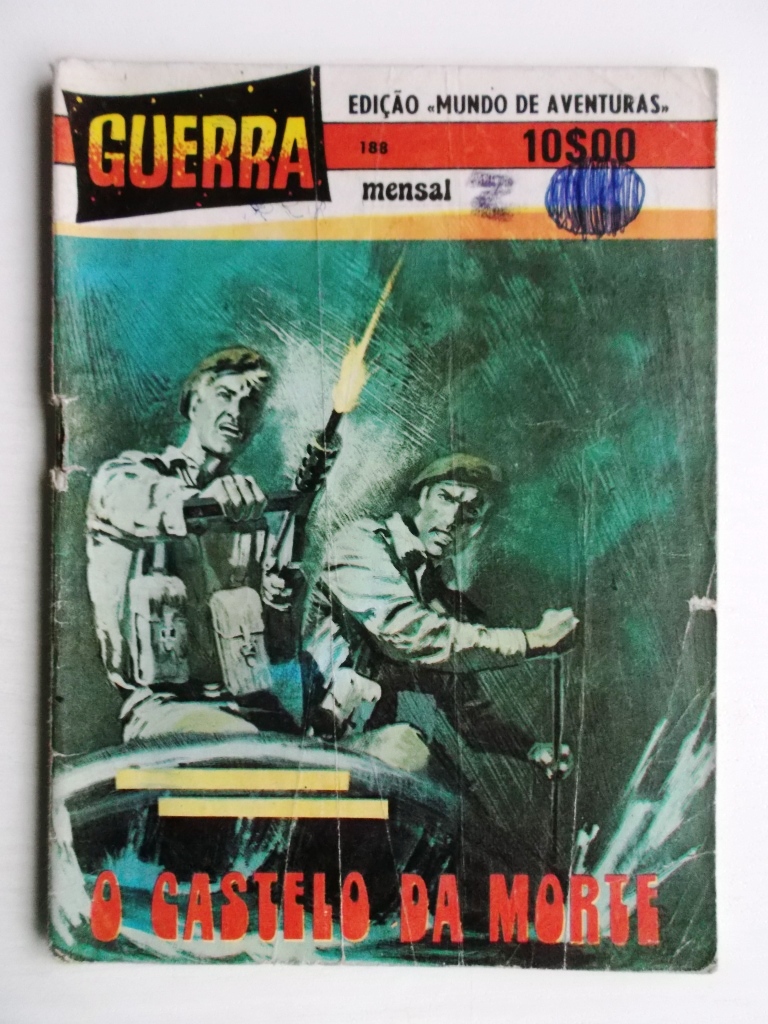 GUERRA
EDIÇÃO «MUNDO DE AVENTURAS»
188
10$00
mensal
O CASTELO DA MORTE